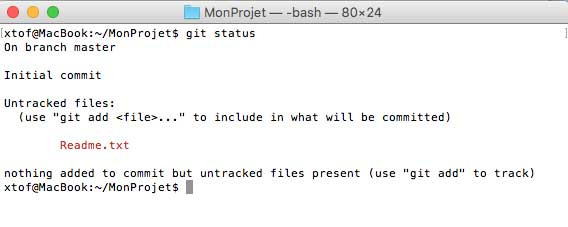 MonProjet — -bash — 80×24
[xtof@MacBook:~/MonProjet$ git status ]
On branch master
Initial commit
Untracked files:
(use "git add <file>..." to include in what will be committed)
Readme.txt
nothing added to commit but untracked files present (use "git add" to track)
xtof@MacBook:~/MonProjet$